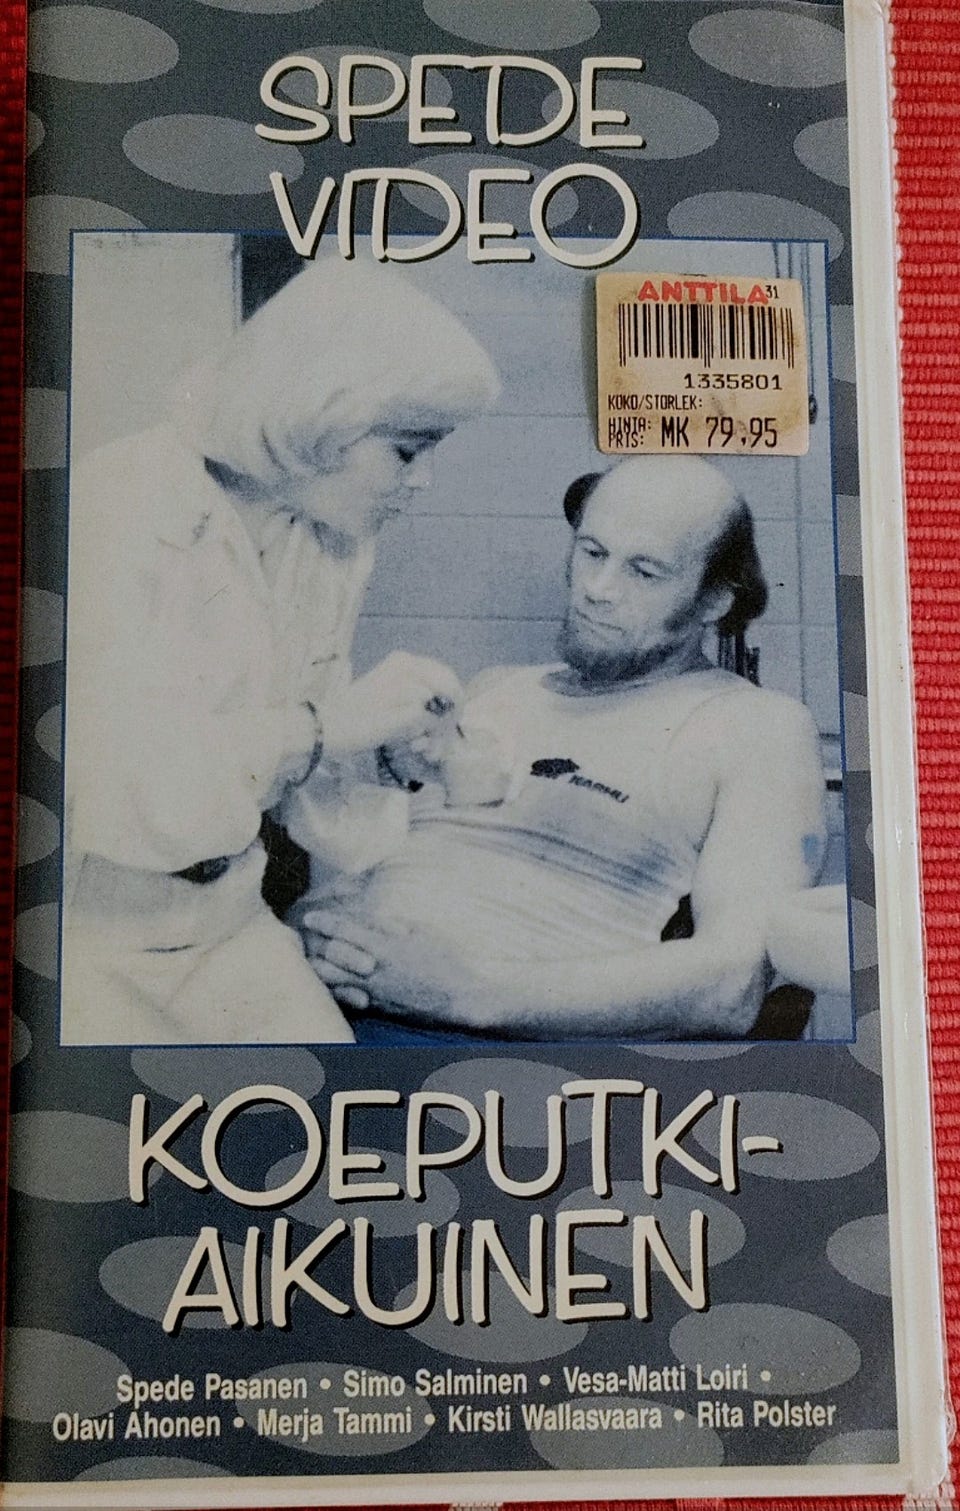 SPEDE
VIDEO
ANTTILA 31
1335801
KOKO/STORLEK:
HINTA:
PRIS: MK 79,95
KARHU
KOEPUTKI-
AIKUINEN
Spede Pasanen • Simo Salminen • Vesa-Matti Loiri •
Olavi Ahonen • Merja Tammi • Kirsti Wallasvaara • Rita Polster